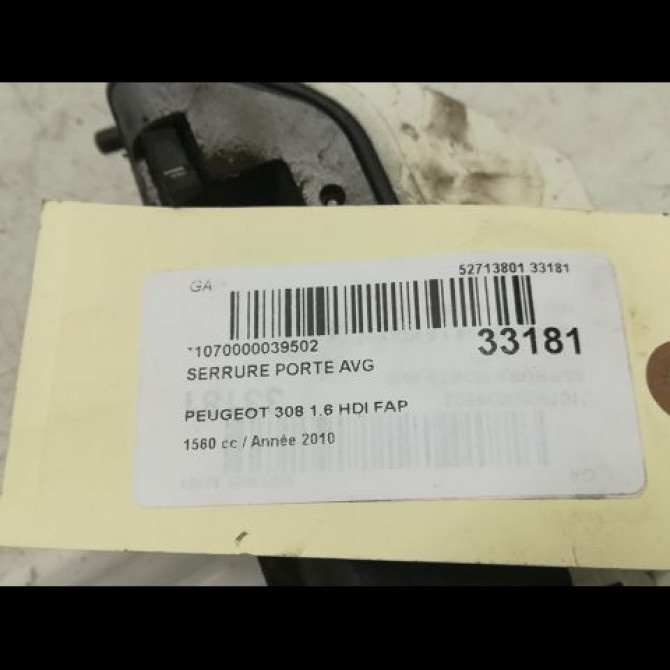 52713801 33181
GA
*1070000039502
33181
SERRURE PORTE AVG
PEUGEOT 308 1.6 HDI FAP
1560 cc / Année 2010